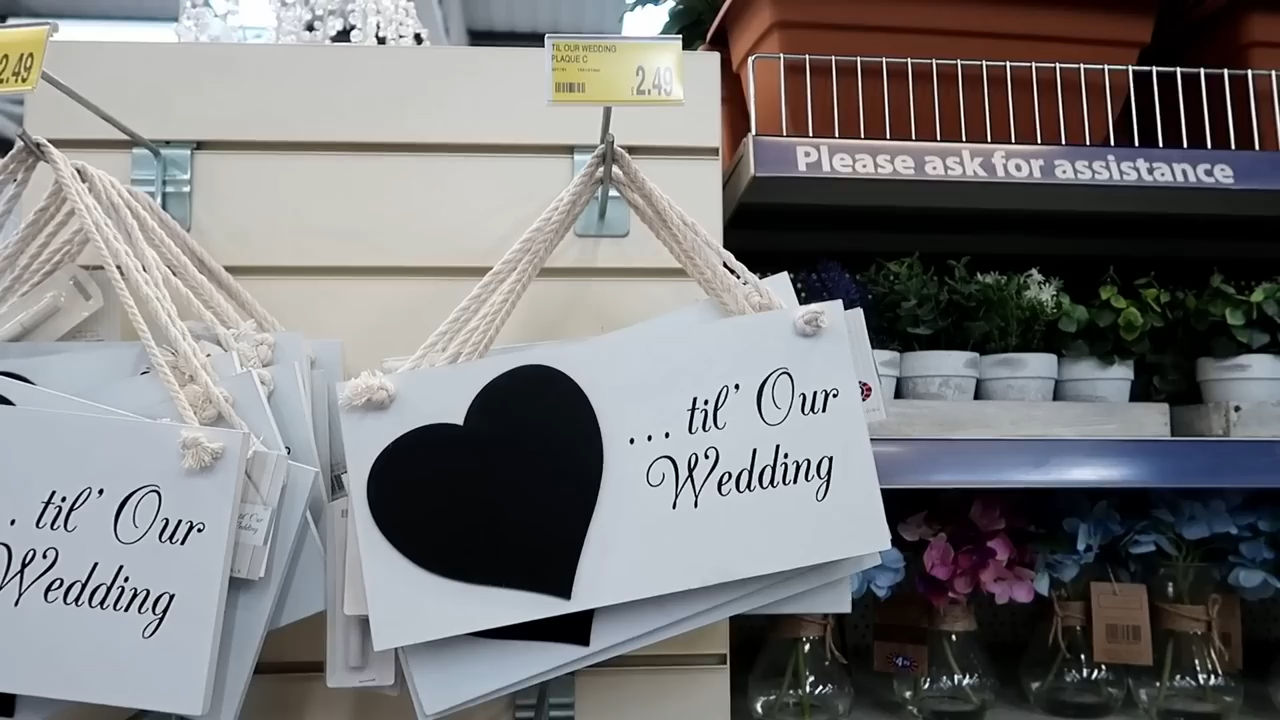 2.49
TIL OUR WEDDING
PLAQUE C
£2.49
Please ask for assistance
... til' Our
Wedding
. til' Our
Wedding